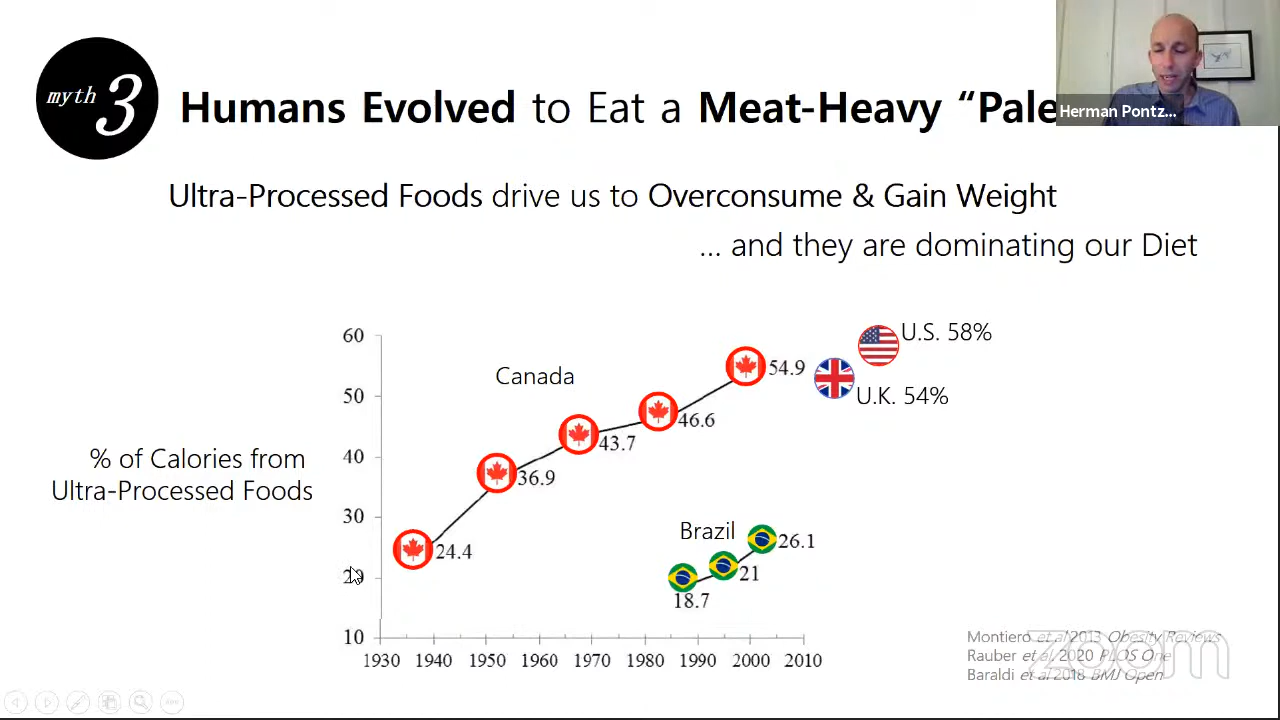 myth 3
Humans Evolved to Eat a Meat-Heavy “Pale
Herman Pontz...
Ultra-Processed Foods drive us to Overconsume & Gain Weight
... and they are dominating our Diet
% of Calories from
Ultra-Processed Foods
60
50
40
30
20
10
1930 1940 1950 1960 1970 1980 1990 2000 2010
Canada
24.4
36.9
43.7
46.6
54.9
Brazil
18.7
21
26.1
U.S. 58%
U.K. 54%
Montiero et al 2013 Obesity Reviews
Rauber et al, 2020 PLOS One
Baraldi et al 2018 BMJ Open
zoom